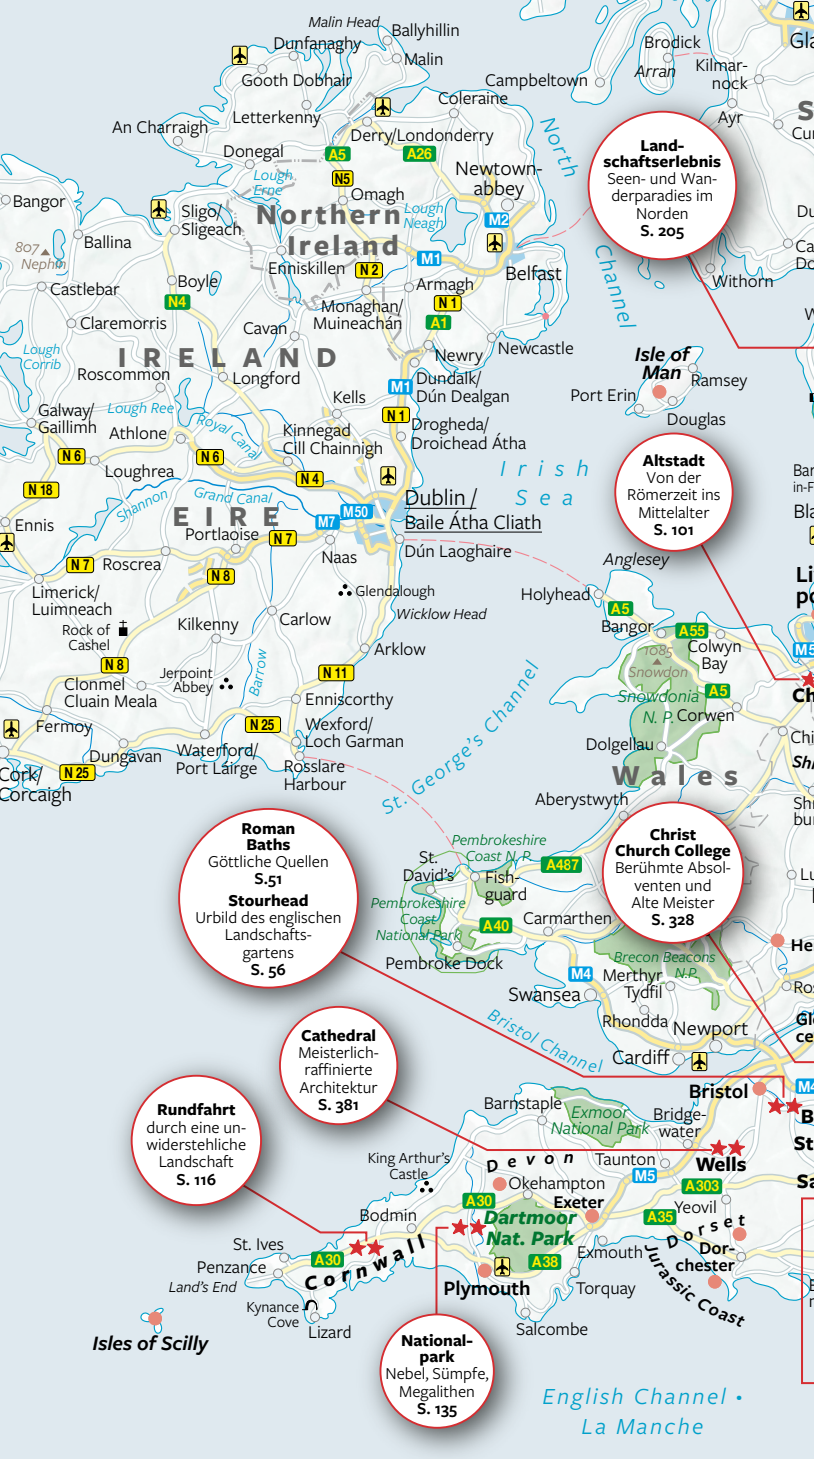 Malin Head
Ballyhillin
Dunfanaghy
Malin
Gooth Dobhair
Letterkenny
Coleraine
Campbeltown
Brodick
Arran
Kilmar-
nock
Ayr
An Charraigh
Derry/Londonderry
Donegal
A5
A26
N5
Lough
Erne
Omagh
Newtown-
abbey
North
Channel
Land-
schaftserlebnis
Seen- und Wan-
derparadies im
Norden
S. 205
Bangor
Sligo/
Sligeach
Northern
Ireland
Lough
Neagh
M2
M1
Ballina
807
Nephin
Enniskillen
N 2
Belfast
Castlebar
Boyle
N4
Armagh
N 1
A1
Monaghan/
Muineachán
Withorn
Claremorris
Cavan
Newry
Newcastle
Lough
Corrib
IRELAND
Roscommon
Longford
Dundalk/
Dún Dealgan
M1
Isle of
Man
Ramsey
Port Erin
Douglas
Galway/
Gaillimh
Lough Ree
Royal Canal
Kells
N 1
Drogheda/
Droichead Átha
Athlone
Kinnegad
Cill Chainnigh
N 6
N 6
Loughrea
N 4
N 18
Shannon
Grand Canal
Irish
Sea
Altstadt
Von der
Römerzeit ins
Mittelalter
S. 101
EIRE
M50
M7
Dublin /
Baile Átha Cliath
Ennis
Portlaoise
N 7
Naas
Dún Laoghaire
N 7
Roscrea
N 8
Anglesey
Holyhead
A5
Limerick/
Luimneach
Glendalough
Bangor
A55
Colwyn
Bay
Rock of
Cashel
Kilkenny
Carlow
Wicklow Head
Arklow
1085
Snowdon
N 8
Jerpoint
Abbey
Barrow
N 11
Snowdonia
N. P.
A5
Corwen
Clonmel
Cluain Meala
Enniscorthy
Fermoy
N 25
Wexford/
Loch Garman
Dolgellau
Dungavan
Waterford/
Port Láirge
Rosslare
Harbour
Cork/
Corcaigh
N 25
St. George's Channel
Wales
Aberystwyth
Roman
Baths
Göttliche Quellen
S.51
Stourhead
Urbild des englischen
Landschafts-
gartens
S. 56
Christ
Church College
Berühmte Absol-
venten und
Alte Meister
S. 328
Pembrokeshire
Coast N.P.
St.
David's
Fish-
guard
A487
Pembrokeshire
Coast
National Park
A40
Carmarthen
Pembroke Dock
Brecon Beacons
N.P.
M4
Merthyr
Tydfil
Swansea
Rhondda
Newport
Bristol Channel
Cardiff
Cathedral
Meisterlich-
raffinierte
Architektur
S. 381
Bristol
Barnstaple
Exmoor
National Park
Bridge-
water
Rundfahrt
durch eine un-
widerstehliche
Landschaft
S. 116
King Arthur's
Castle
Devon
Taunton
Wells
M5
Okehampton
A303
A30
Exeter
Yeovil
Bodmin
Dartmoor
Nat. Park
A35
Dorset
St. Ives
A30
Cornwall
A38
Exmouth
Dor-
chester
Penzance
Land's End
Plymouth
Torquay
Jurassic Coast
Kynance
Cove
Lizard
Salcombe
Isles of Scilly
National-
park
Nebel, Sümpfe,
Megalithen
S. 135
English Channel •
La Manche